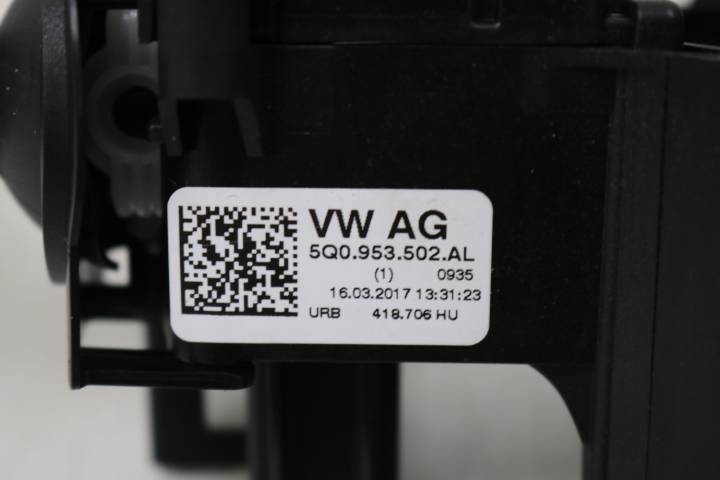 VW AG
5Q0.953.502.AL
(1) 0935
16.03.2017 13:31:23
URB 418.706 HU